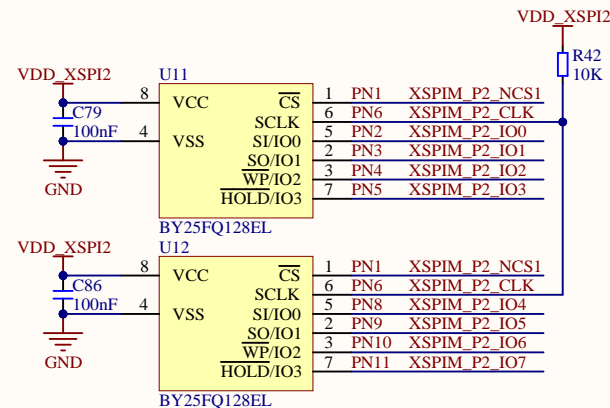 VDD_XSPI2
R42
10K
VDD_XSPI2
C79
100nF
GND
U11
8 VCC CS 1 PN1 XSPIM_P2_NCS1
SCLK 6 PN6 XSPIM_P2_CLK
4 VSS SI/IO0 5 PN2 XSPIM_P2_IO0
SO/IO1 2 PN3 XSPIM_P2_IO1
WP/IO2 3 PN4 XSPIM_P2_IO2
HOLD/IO3 7 PN5 XSPIM_P2_IO3
BY25FQ128EL
VDD_XSPI2
C86
100nF
GND
U12
8 VCC CS 1 PN1 XSPIM_P2_NCS1
SCLK 6 PN6 XSPIM_P2_CLK
4 VSS SI/IO0 5 PN8 XSPIM_P2_IO4
SO/IO1 2 PN9 XSPIM_P2_IO5
WP/IO2 3 PN10 XSPIM_P2_IO6
HOLD/IO3 7 PN11 XSPIM_P2_IO7
BY25FQ128EL